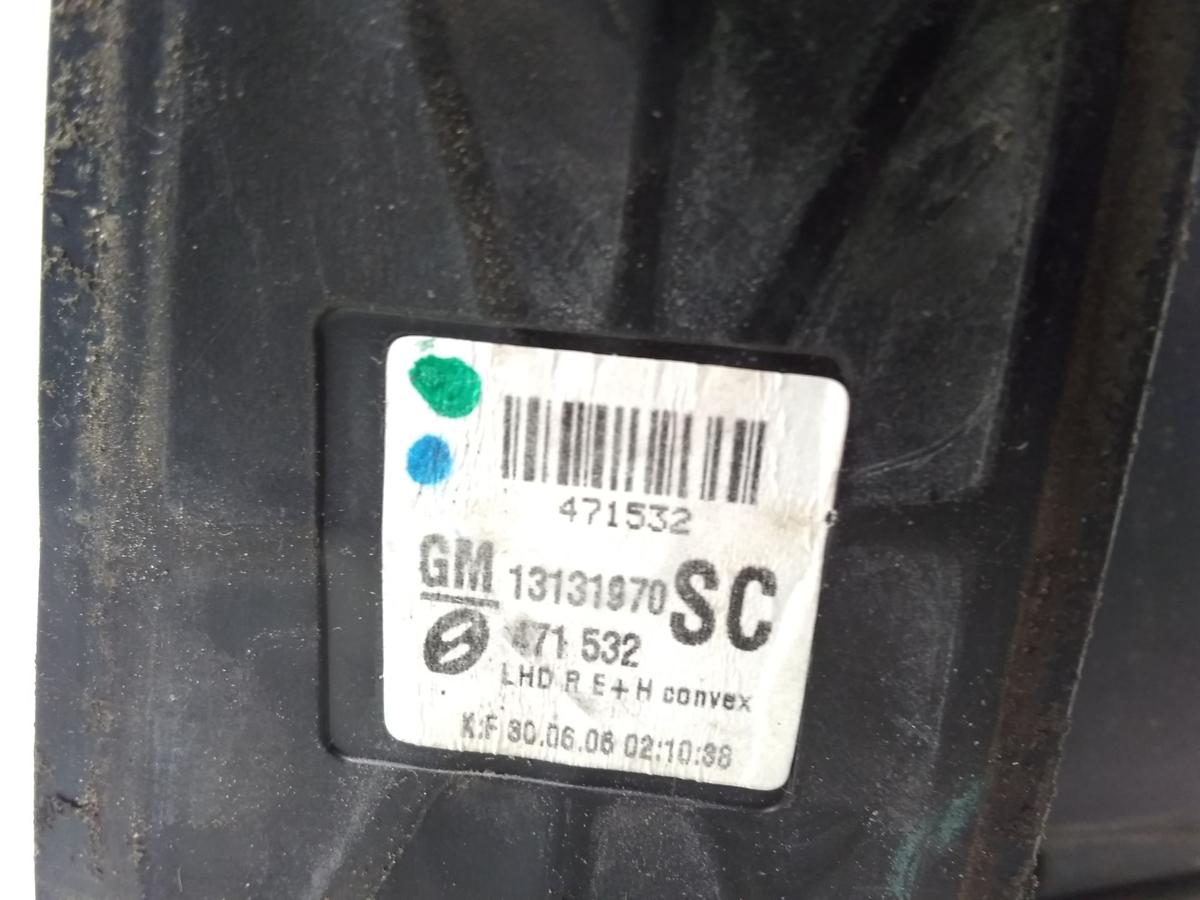 471532
GM 13131970 SC
471 532
LHD R E+H convex
K:F 30.06.06 02:10:38